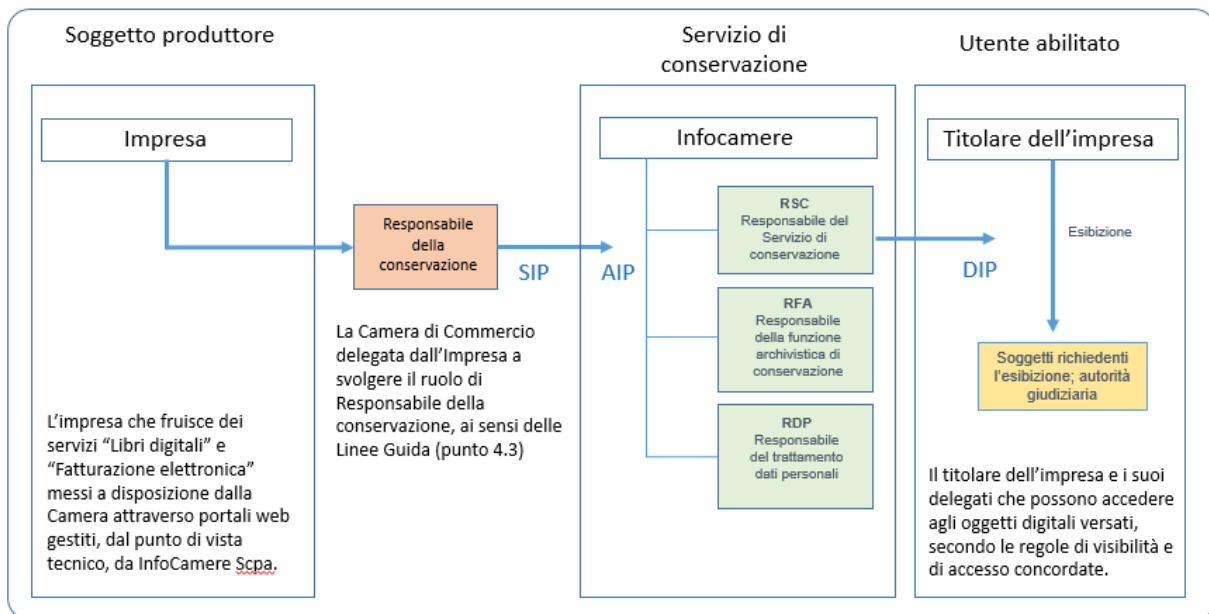 Soggetto produttore
Impresa
L'impresa che fruisce dei
servizi "Libri digitali" e
"Fatturazione elettronica"
messi a disposizione dalla
Camera attraverso portali web
gestiti, dal punto di vista
tecnico, da InfoCamere Scpa.
Responsabile
della
conservazione
SIP
AIP
La Camera di Commercio
delegata dall'Impresa a
svolgere il ruolo di
Responsabile della
conservazione, ai sensi delle
Linee Guida (punto 4.3)
Servizio di
conservazione
Infocamere
RSC
Responsabile del
Servizio di
conservazione
RFA
Responsabile
della funzione
archivistica di
conservazione
RDP
Responsabile
del trattamento
dati personali
DIP
Utente abilitato
Titolare dell'impresa
Esibizione
Soggetti richiedenti
l'esibizione; autorità
giudiziaria
Il titolare dell'impresa e i suoi
delegati che possono accedere
agli oggetti digitali versati,
secondo le regole di visibilità e
di accesso concordate.